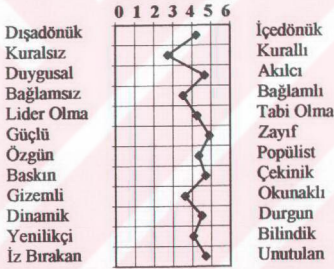 0 1 2 3 4 5 6
Dışadönük İçedönük
Kuralsız Kurallı
Duygusal Akılcı
Bağlamsız Bağlamlı
Lider Olma Tabi Olma
Güçlü Zayıf
Özgün Popülist
Baskın Çekinik
Gizemli Okunaklı
Dinamik Durgun
Yenilikçi Bilindik
İz Bırakan Unutulan